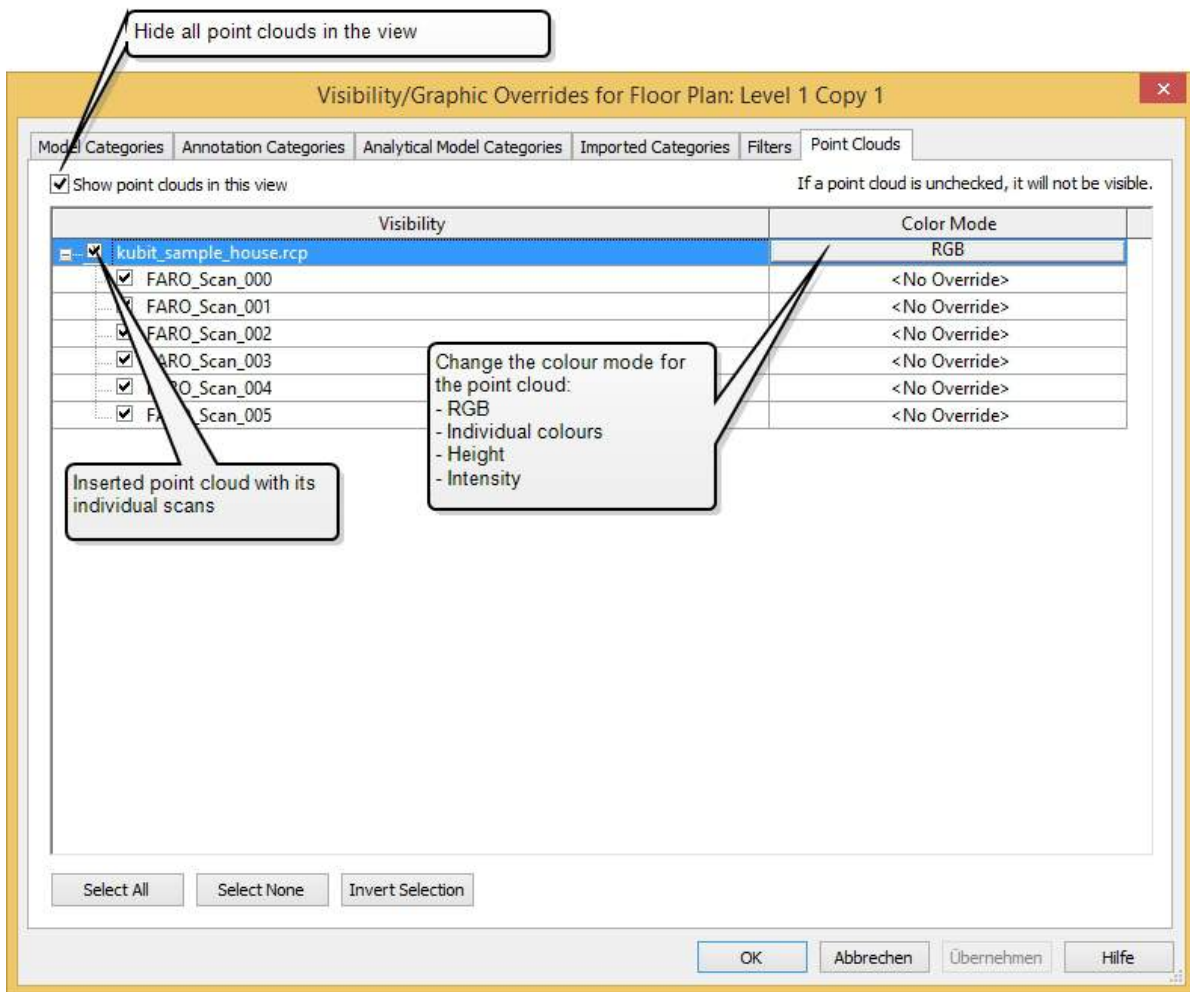 Hide all point clouds in the view
Visibility/Graphic Overrides for Floor Plan: Level 1 Copy 1
Model Categories Annotation Categories Analytical Model Categories Imported Categories Filters Point Clouds
Show point clouds in this view If a point cloud is unchecked, it will not be visible.
Visibility Color Mode
kubit_sample_house.rcp RGB
FARO_Scan_000 <No Override>
FARO_Scan_001 <No Override>
FARO_Scan_002 <No Override>
FARO_Scan_003 <No Override>
FARO_Scan_004 <No Override>
FARO_Scan_005 <No Override>
Change the colour mode for
the point cloud:
- RGB
- Individual colours
- Height
- Intensity
Inserted point cloud with its
individual scans
Select All Select None Invert Selection
OK Abbrechen Übernehmen Hilfe